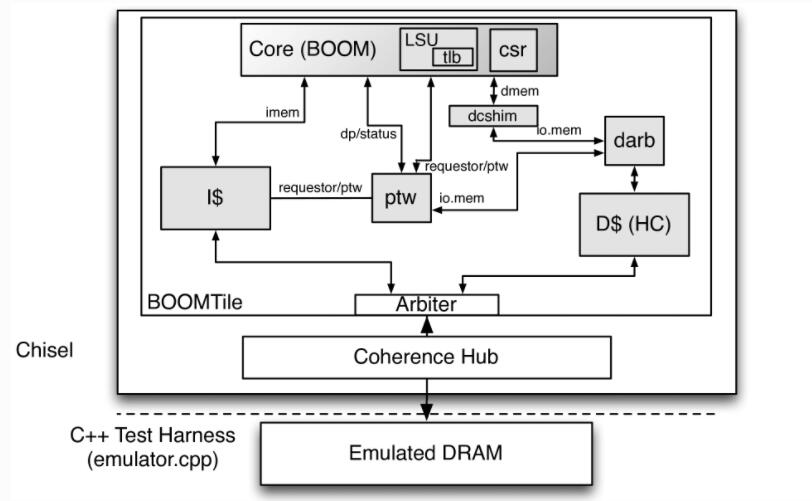 Core (BOOM)
LSU
tlb
csr
dmem
dcshim
imem
dp/status
io.mem
darb
requestor/ptw
I$
requestor/ptw
ptw
io.mem
D$ (HC)
BOOMTile
Arbiter
Chisel
Coherence Hub
C++ Test Harness
(emulator.cpp)
Emulated DRAM